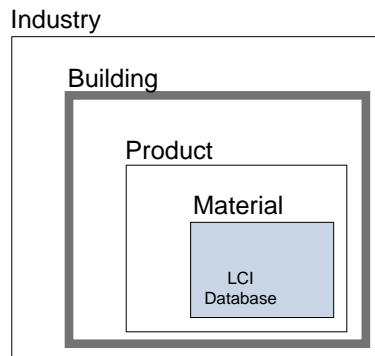 Industry
Building
Product
Material
LCI
Database